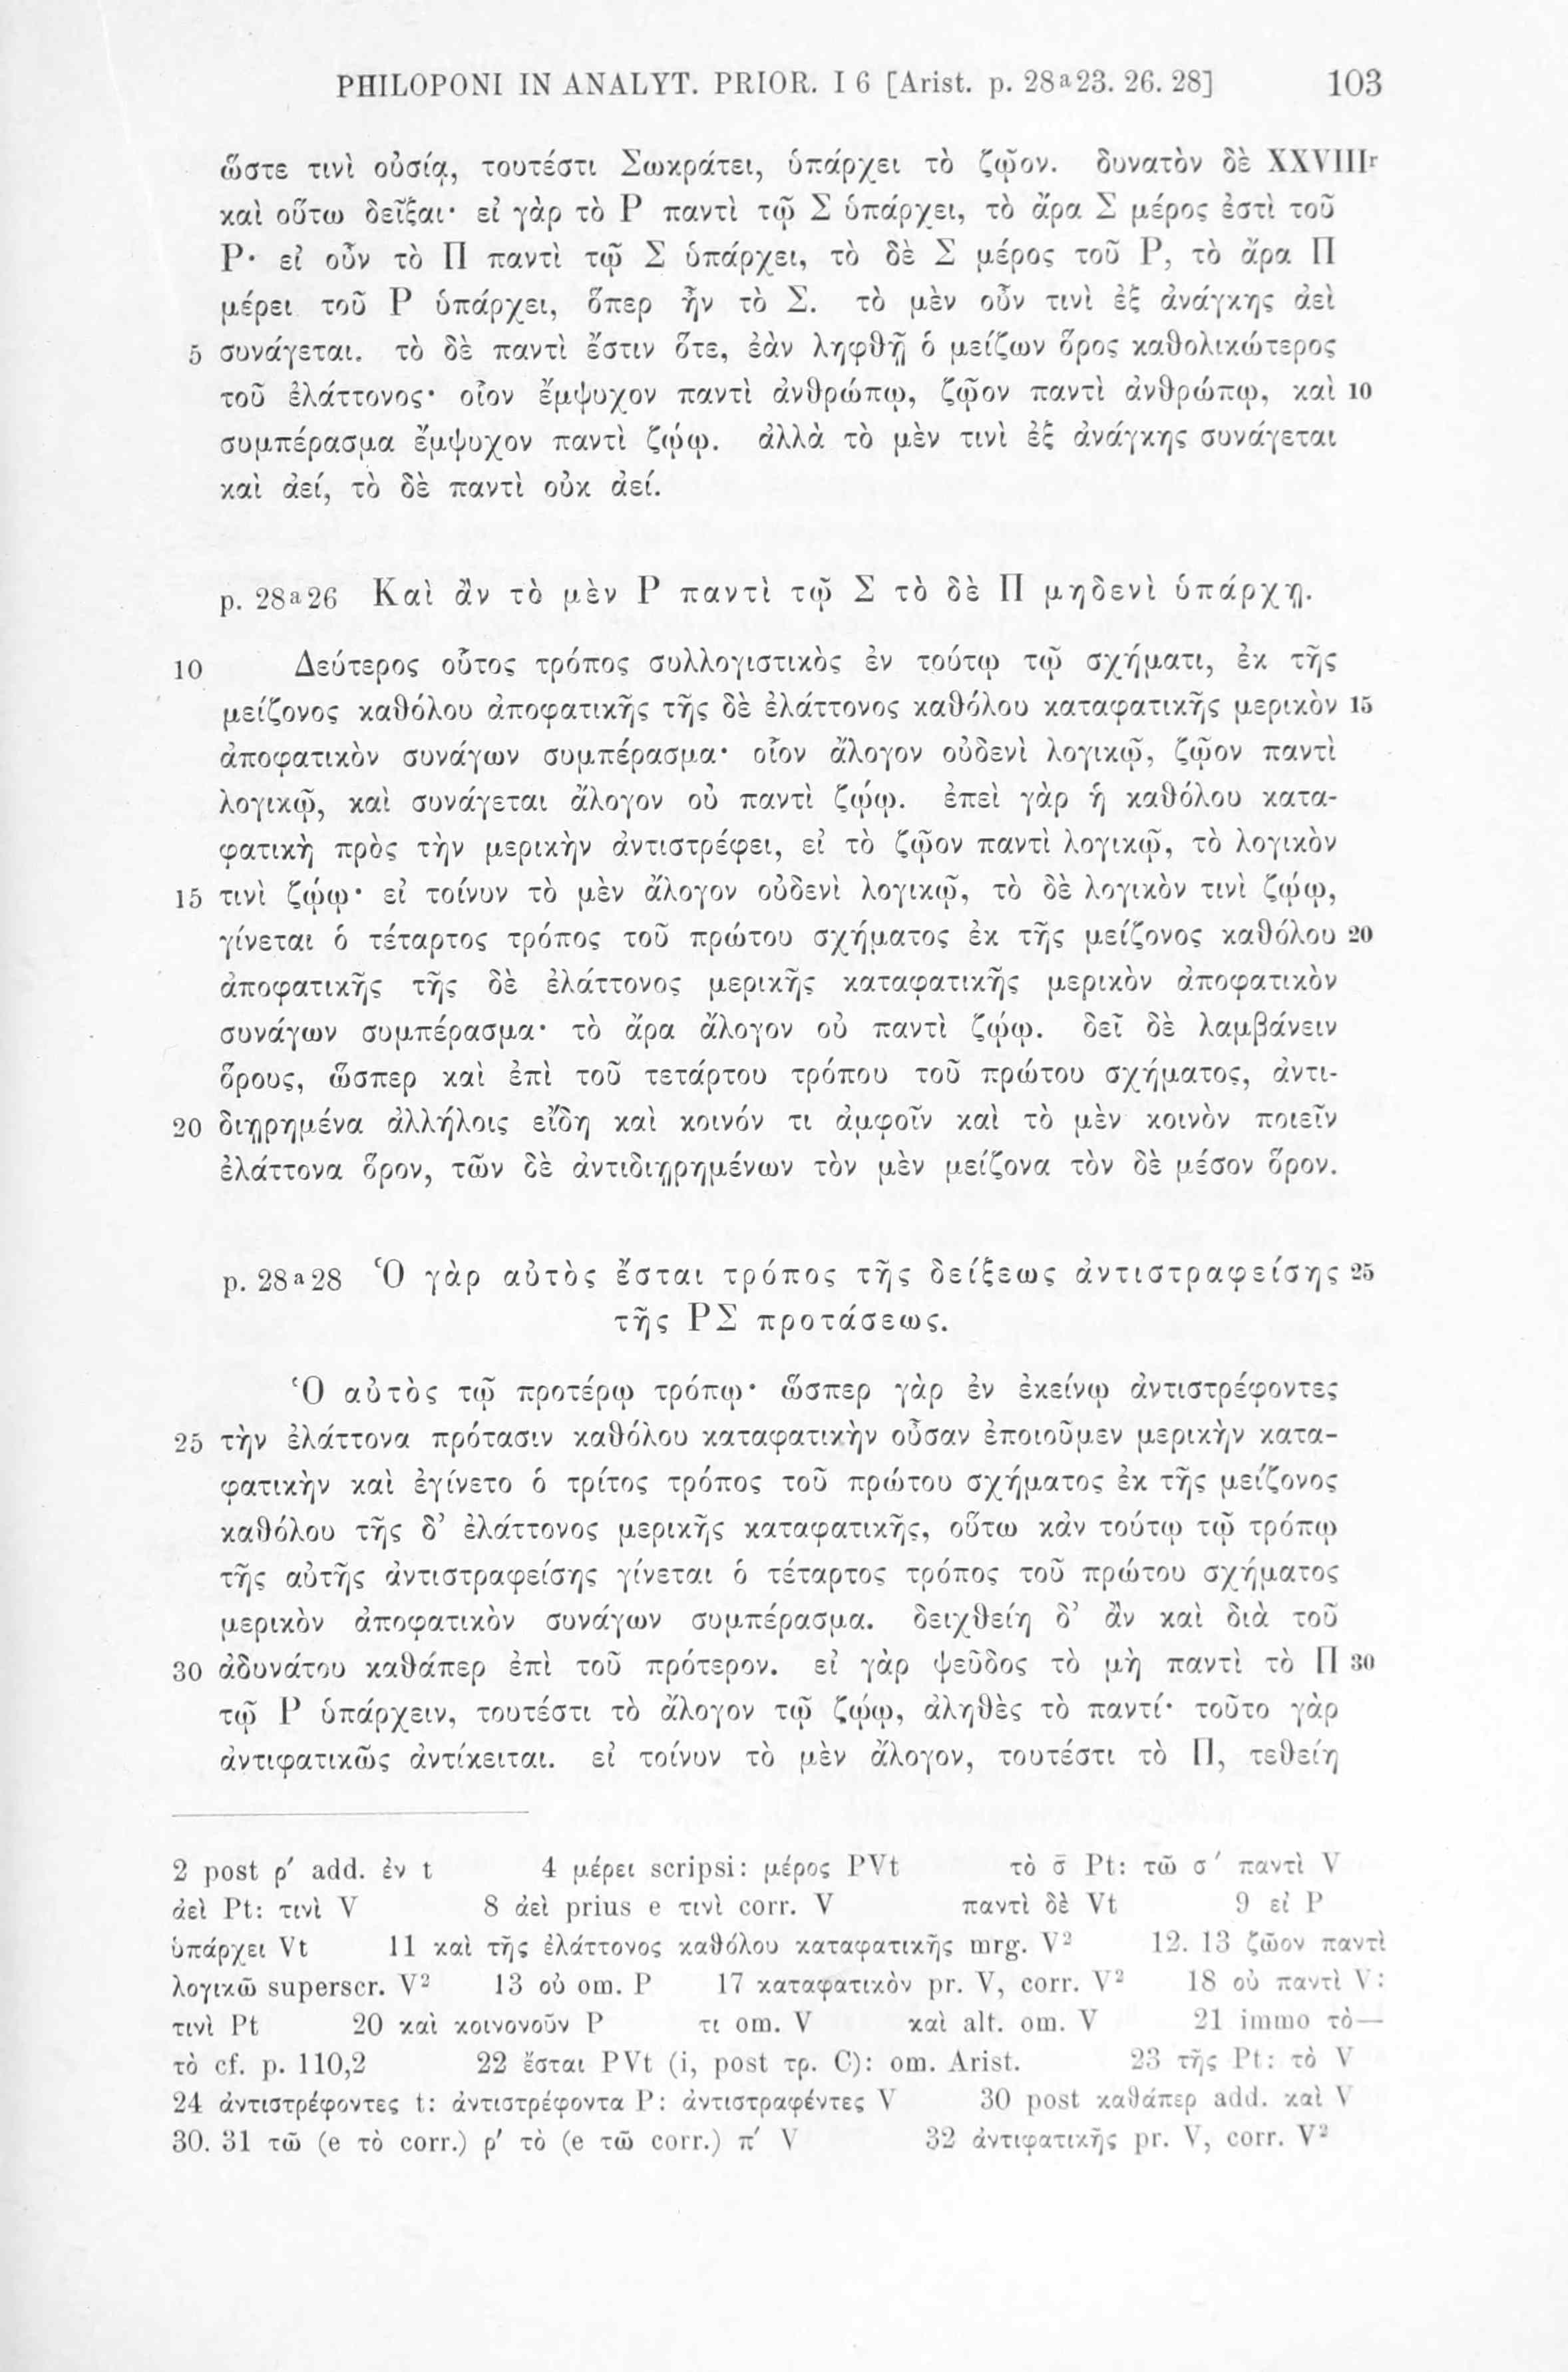 PHILOPONI IN ANALYT. PRIOR. I 6 [Arist. p. 28ª23. 26. 28] 103
ὥστε τινὶ οὐσίᾳ, τουτέστι Σωκράτει, ὑπάρχει τὸ ζῷον. δυνατὸν δὲ XXVIIIr
καὶ οὕτω δεῖξαι· εἰ γὰρ τὸ Ρ παντὶ τῷ Σ ὑπάρχει, τὸ ἄρα Σ μέρος ἐστὶ τοῦ
Ρ· εἰ οὖν τὸ Π παντὶ τῷ Σ ὑπάρχει, τὸ δὲ Σ μέρος τοῦ Ρ, τὸ ἄρα Π
μέρει τοῦ Ρ ὑπάρχει, ὅπερ ἦν τὸ Σ. τὸ μὲν οὖν τινὶ ἐξ ἀνάγκης ἀεὶ
5 συνάγεται. τὸ δὲ παντὶ ἔστιν ὅτε, ἐὰν ληφθῇ ὁ μείζων ὅρος καθολικώτερος
τοῦ ἐλάττονος· οἷον ἔμψυχον παντὶ ἀνθρώπῳ, ζῷον παντὶ ἀνθρώπῳ, καὶ 10
συμπέρασμα ἔμψυχον παντὶ ζῴῳ. ἀλλὰ τὸ μὲν τινὶ ἐξ ἀνάγκης συνάγεται
καὶ ἀεί, τὸ δὲ παντὶ οὐκ ἀεί.
p. 28ª26 Καὶ ἂν τὸ μὲν Ρ παντὶ τῷ Σ τὸ δὲ Π μηδενὶ ὑπάρχῃ.
10 Δεύτερος οὗτος τρόπος συλλογιστικὸς ἐν τούτῳ τῷ σχήματι, ἐκ τῆς
μείζονος καθόλου ἀποφατικῆς τῆς δὲ ἐλάττονος καθόλου καταφατικῆς μερικὸν 15
ἀποφατικὸν συνάγων συμπέρασμα· οἷον ἄλογον οὐδενὶ λογικῷ, ζῷον παντὶ
λογικῷ, καὶ συνάγεται ἄλογον οὐ παντὶ ζῴῳ. ἐπεὶ γὰρ ἡ καθόλου κατα-
φατικὴ πρὸς τὴν μερικὴν ἀντιστρέφει, εἰ τὸ ζῷον παντὶ λογικῷ, τὸ λογικὸν
15 τινὶ ζῴῳ· εἰ τοίνυν τὸ μὲν ἄλογον οὐδενὶ λογικῷ, τὸ δὲ λογικὸν τινὶ ζῴῳ,
γίνεται ὁ τέταρτος τρόπος τοῦ πρώτου σχήματος ἐκ τῆς μείζονος καθόλου 20
ἀποφατικῆς τῆς δὲ ἐλάττονος μερικῆς καταφατικῆς μερικὸν ἀποφατικὸν
συνάγων συμπέρασμα· τὸ ἄρα ἄλογον οὐ παντὶ ζῴῳ. δεῖ δὲ λαμβάνειν
ὅρους, ὥσπερ καὶ ἐπὶ τοῦ τετάρτου τρόπου τοῦ πρώτου σχήματος, ἀντι-
20 διῃρημένα ἀλλήλοις εἴδη καὶ κοινόν τι ἀμφοῖν καὶ τὸ μὲν κοινὸν ποιεῖν
ἐλάττονα ὅρον, τῶν δὲ ἀντιδιῃρημένων τὸν μὲν μείζονα τὸν δὲ μέσον ὅρον.
p. 28ª28 Ὁ γὰρ αὐτὸς ἔσται τρόπος τῆς δείξεως ἀντιστραφείσης 25
τῆς ΡΣ προτάσεως.
Ὁ αὐτὸς τῷ προτέρῳ τρόπῳ· ὥσπερ γὰρ ἐν ἐκείνῳ ἀντιστρέφοντες
25 τὴν ἐλάττονα πρότασιν καθόλου καταφατικὴν οὖσαν ἐποιοῦμεν μερικὴν κατα-
φατικὴν καὶ ἐγίνετο ὁ τρίτος τρόπος τοῦ πρώτου σχήματος ἐκ τῆς μείζονος
καθόλου τῆς δ’ ἐλάττονος μερικῆς καταφατικῆς, οὕτω κἀν τούτῳ τῷ τρόπῳ
τῆς αὐτῆς ἀντιστραφείσης γίνεται ὁ τέταρτος τρόπος τοῦ πρώτου σχήματος
μερικὸν ἀποφατικὸν συνάγων συμπέρασμα. δειχθείη δ’ ἂν καὶ διὰ τοῦ
30 ἀδυνάτου καθάπερ ἐπὶ τοῦ πρότερον. εἰ γὰρ ψεῦδος τὸ μὴ παντὶ τὸ Π 30
τῷ Ρ ὑπάρχειν, τουτέστι τὸ ἄλογον τῷ ζῴῳ, ἀληθὲς τὸ παντί· τοῦτο γὰρ
ἀντιφατικῶς ἀντίκειται. εἰ τοίνυν τὸ μὲν ἄλογον, τουτέστι τὸ Π, τεθείη
2 post ρ′ add. ἐν t 4 μέρει scripsi: μέρος PVt τὸ σ̄ Pt: τῶ σ′ παντὶ V
ἀεὶ Pt: τινὶ V 8 ἀεὶ prius e τινὶ corr. V παντὶ δὲ Vt 9 εἰ P
ὑπάρχει Vt 11 καὶ τῆς ἐλάττονος καθόλου καταφατικῆς mrg. V² 12. 13 ζῶον παντὶ
λογικῶ superscr. V² 13 οὐ om. P 17 καταφατικὸν pr. V, corr. V² 18 οὐ παντὶ V:
τινὶ Pt 20 καὶ κοινονοῦν P τι om. V καὶ alt. om. V 21 immo τὸ—
τὸ cf. p. 110,2 22 ἔσται PVt (i, post τρ. C): om. Arist. 23 τῆς Pt: τὸ V
24 ἀντιστρέφοντες t: ἀντιστρέφοντα P: ἀντιστραφέντες V 30 post καθάπερ add. καὶ V
30. 31 τῶ (e τὸ corr.) ρ′ τὸ (e τῶ corr.) π′ V 32 ἀντιφατικῆς pr. V, corr. V²